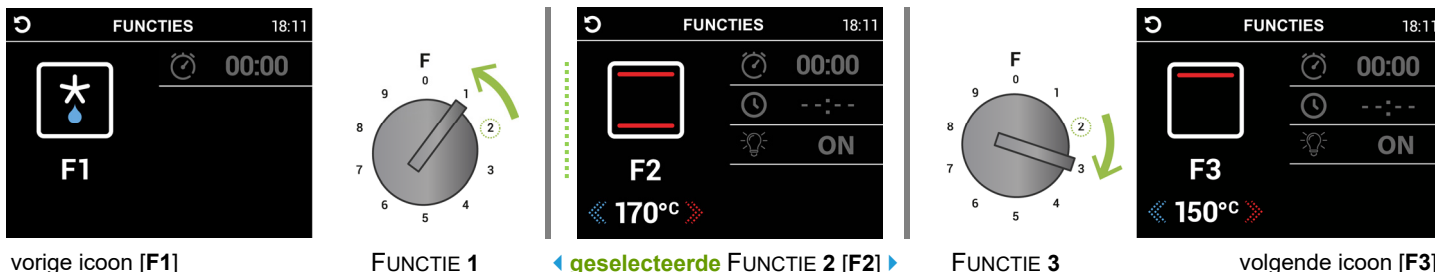 FUNCTIES 18:11
00:00
F1
F
0
1
2
3
4
5
6
7
8
9
FUNCTIES 18:11
00:00
--:--
ON
F2
170°C
F
0
1
2
3
4
5
6
7
8
9
FUNCTIES 18:11
00:00
--:--
ON
F3
150°C
vorige icoon [F1] FUNCTIE 1 geselecteerde FUNCTIE 2 [F2] FUNCTIE 3 volgende icoon [F3]